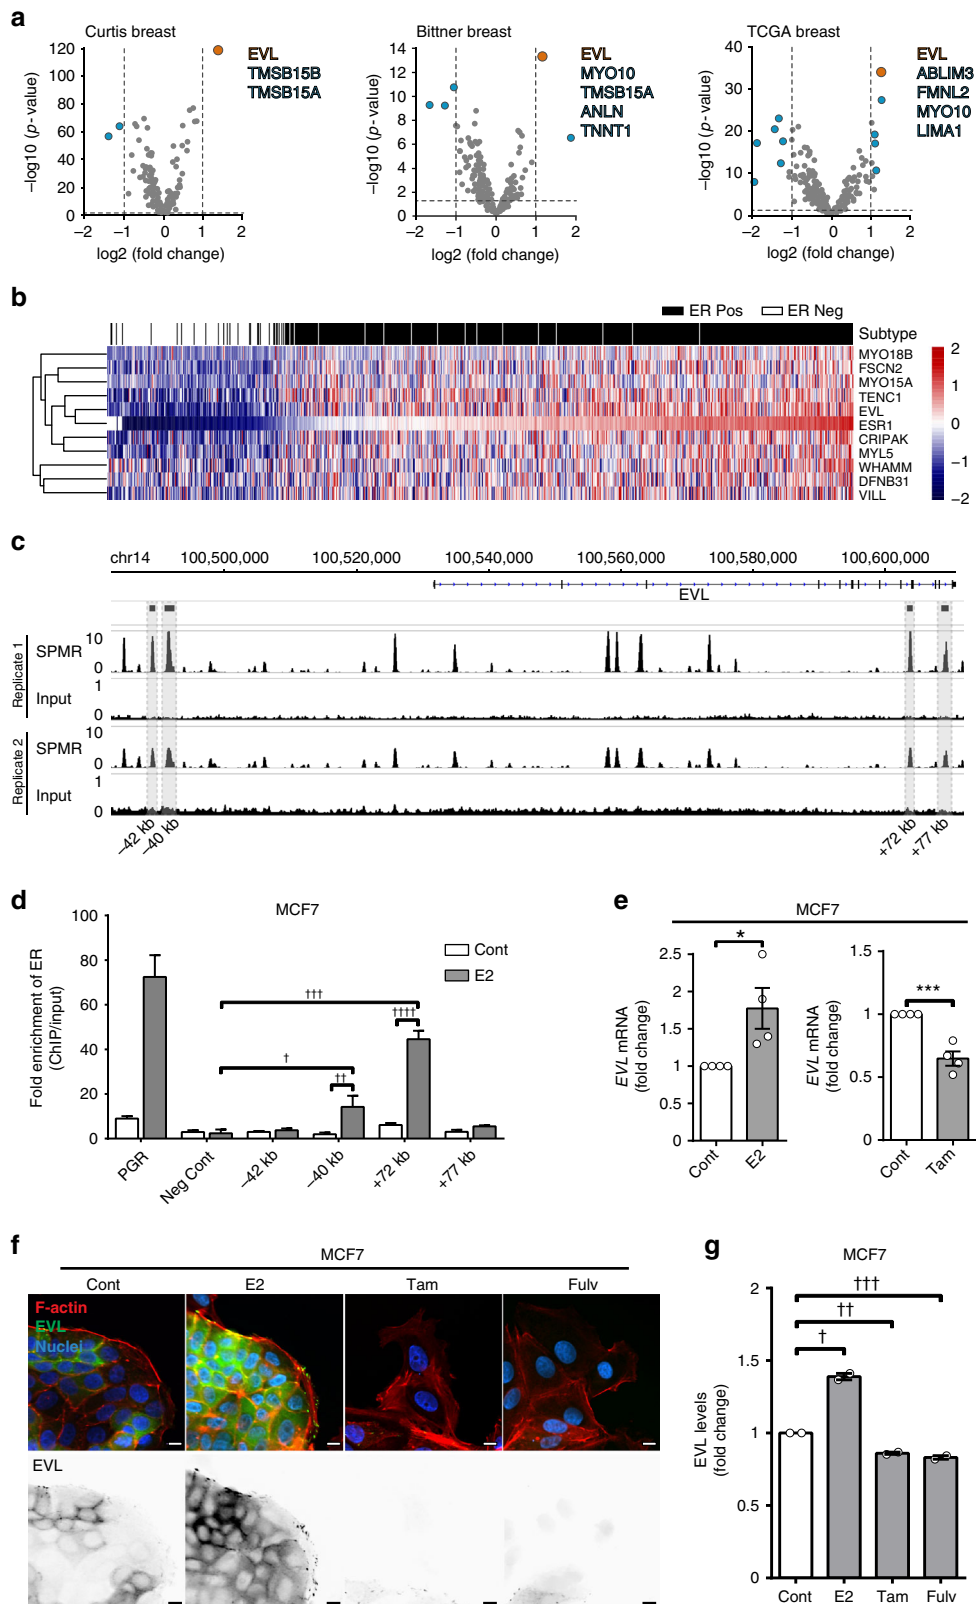 a
Curtis breast
Bittner breast
TCGA breast
–log10 (p-value)
120
100
80
60
40
20
0
–2
–1
0
1
2
log2 (fold change)
EVL
TMSB15B
TMSB15A
–log10 (p-value)
14
12
10
8
6
4
2
0
–2
–1
0
1
2
log2 (fold change)
EVL
MYO10
TMSB15A
ANLN
TNNT1
–log10 (p-value)
40
30
20
10
0
–2
–1
0
1
2
log2 (fold change)
EVL
ABLIM3
FMNL2
MYO10
LIMA1
b
ER Pos
ER Neg
Subtype
MYO18B
FSCN2
MYO15A
TENC1
EVL
ESR1
CRIPAK
MYL5
WHAMM
DFNB31
VILL
2
1
0
–1
–2
c
chr14
100,500,000
100,520,000
100,540,000
100,560,000
100,580,000
100,600,000
EVL
Replicate 1
SPMR
10
0
Input
1
0
Replicate 2
SPMR
10
0
Input
1
0
–42 kb
–40 kb
+72 kb
+77 kb
d
MCF7
Fold enrichment of ER
(ChIP/input)
100
80
60
40
20
0
Cont
E2
†
††
†††
††††
PGR
Neg Cont
–42 kb
–40 kb
+72 kb
+77 kb
e
MCF7
EVL mRNA
(fold change)
2.5
2
1.5
1
0.5
0
*
Cont
E2
EVL mRNA
(fold change)
1.5
1
0.5
0
***
Cont
Tam
f
MCF7
Cont
E2
Tam
Fulv
F-actin
EVL
Nuclei
EVL
g
MCF7
EVL levels
(fold change)
2
1.5
1
0.5
0
†††
††
†
Cont
E2
Tam
Fulv